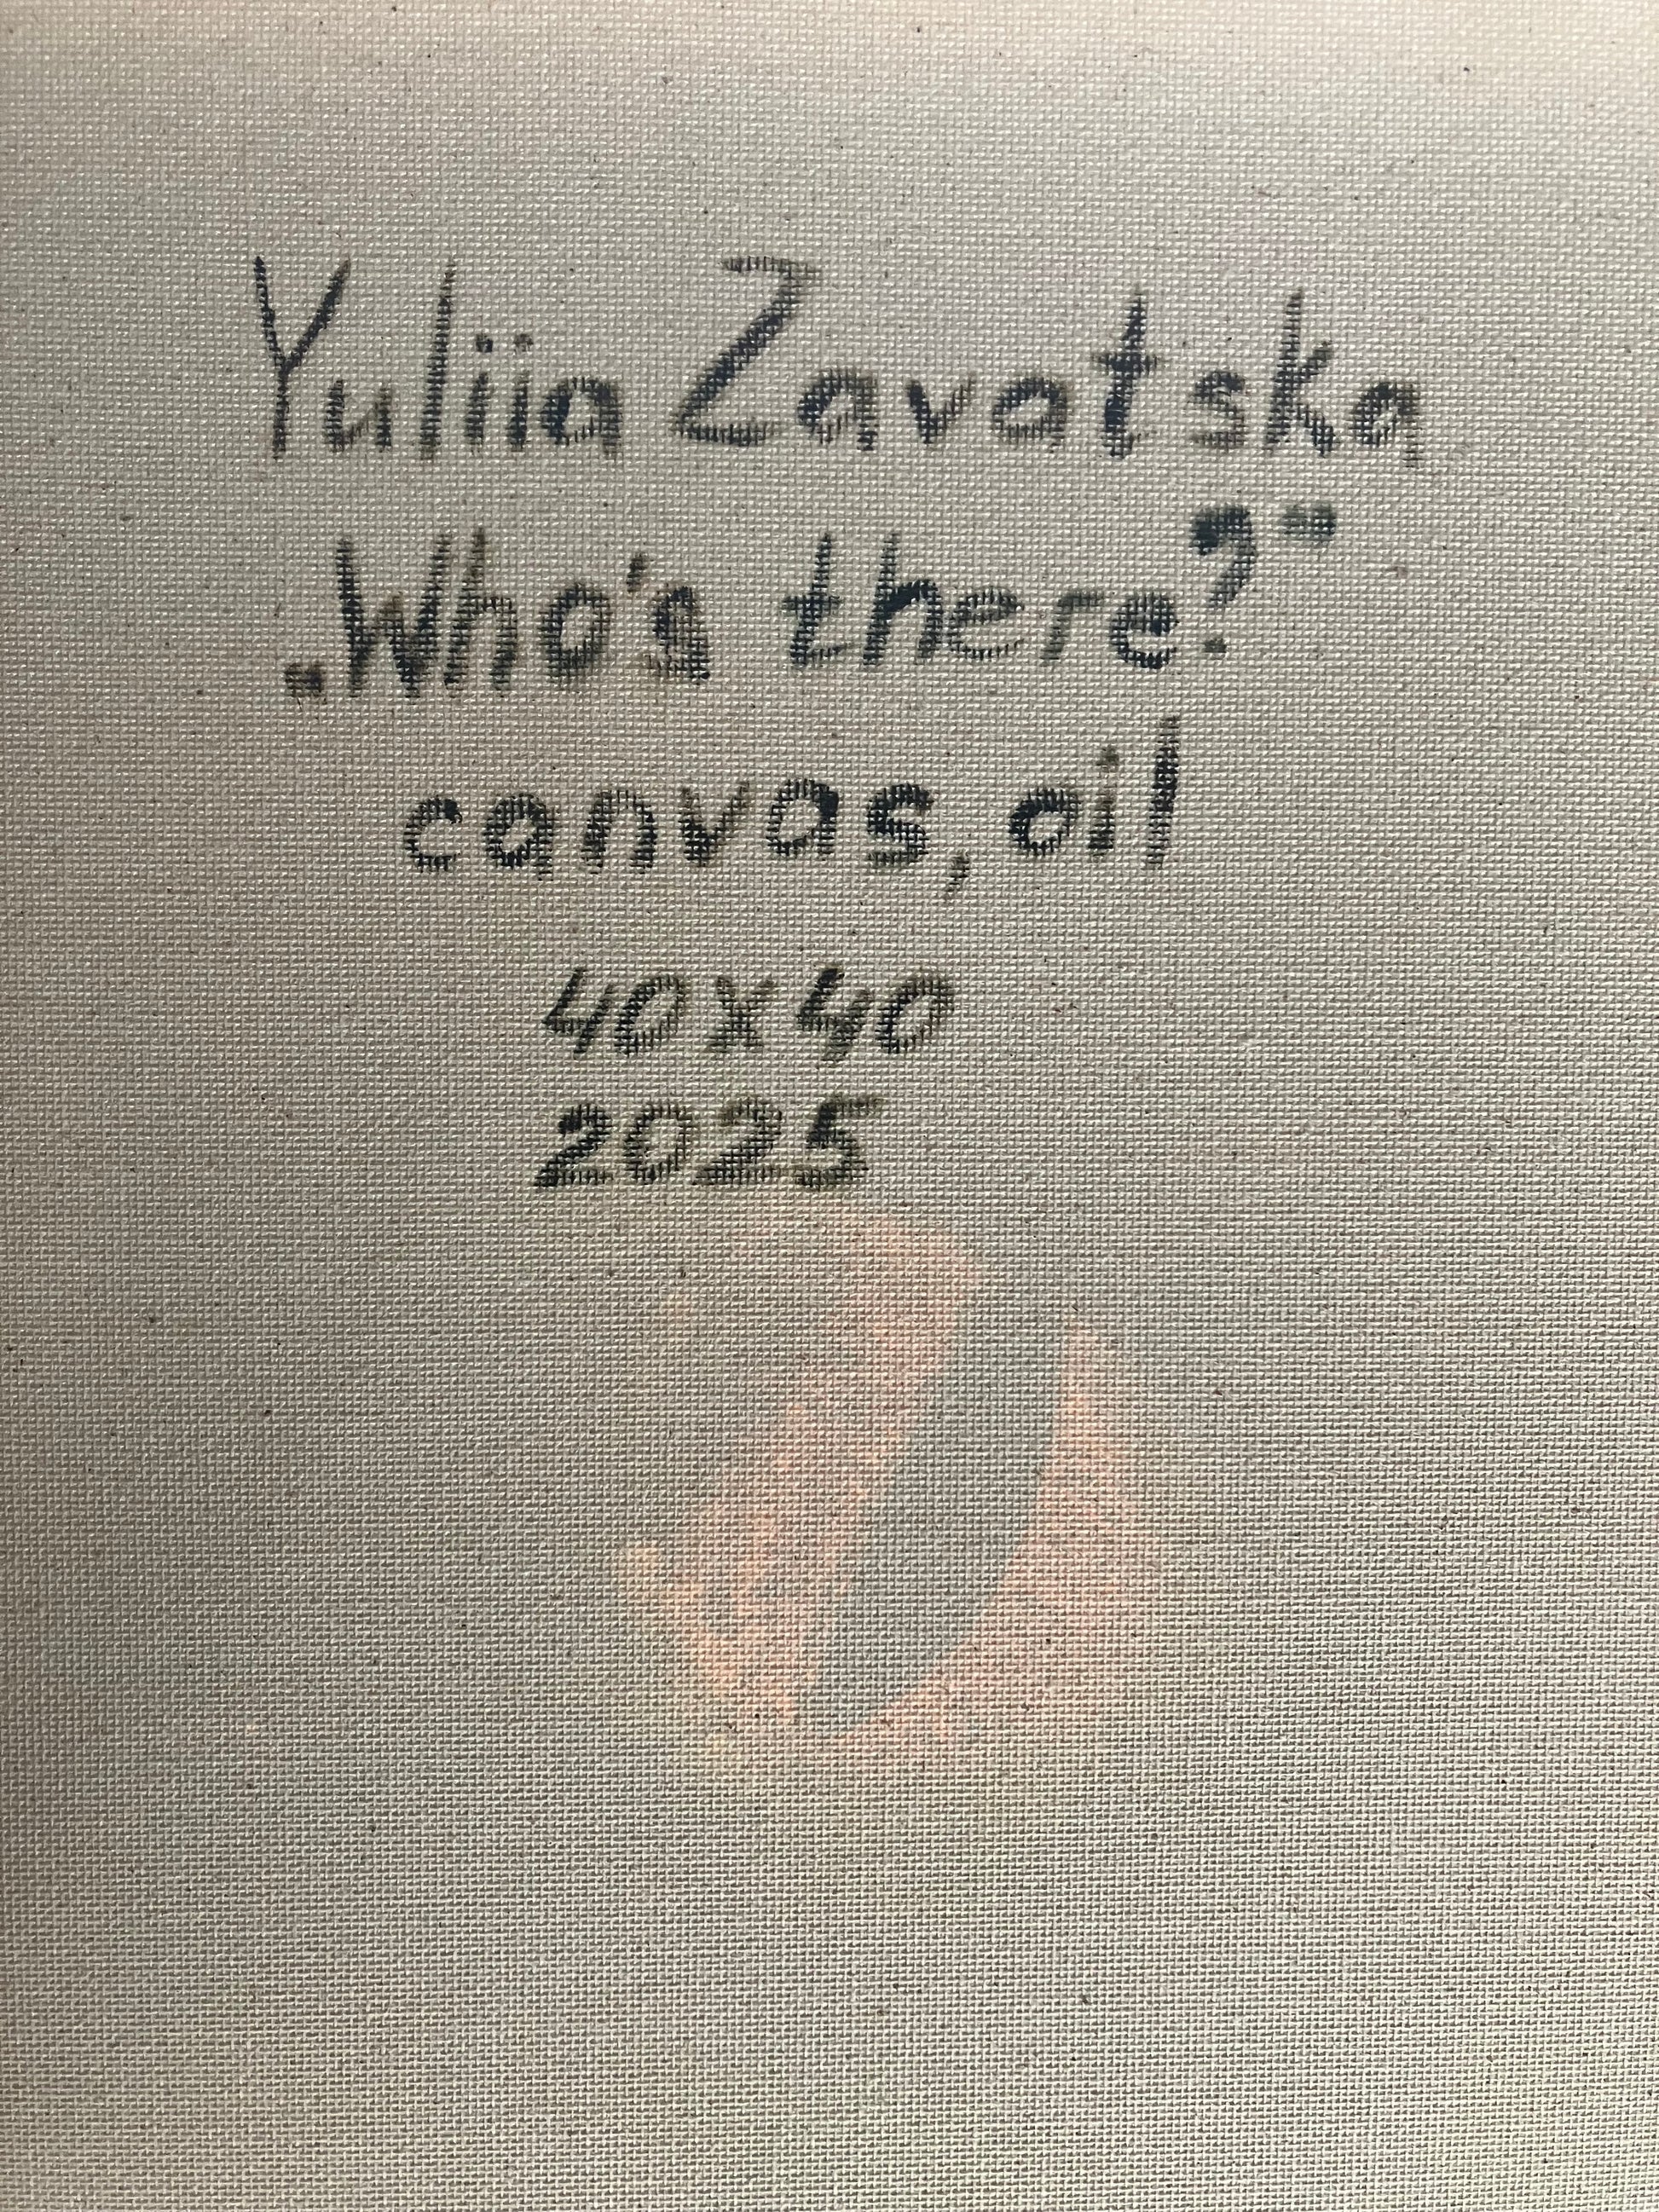 Yuliia Zavatska
„Who's there?"
canvas, oil
40x40
2025